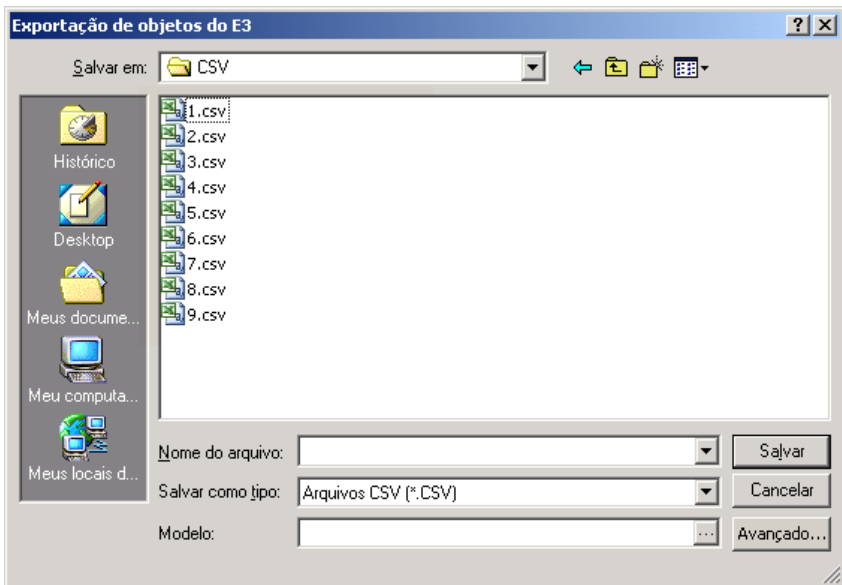 Exportação de objetos do E3
Salvar em: CSV
Histórico
Desktop
Meus docume...
Meu computa...
Meus locais d...
1.csv
2.csv
3.csv
4.csv
5.csv
6.csv
7.csv
8.csv
9.csv
Nome do arquivo: Salvar
Salvar como tipo: Arquivos CSV (*.CSV) Cancelar
Modelo: ... Avançado...